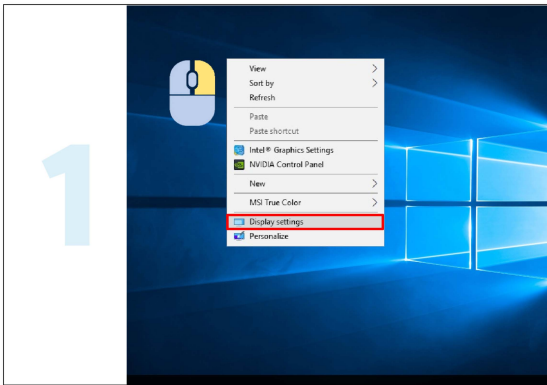 1
View
Sort by
Refresh
Paste
Paste shortcut
Intel® Graphics Settings
NVIDIA Control Panel
New
MSI True Color
Display settings
Personalize